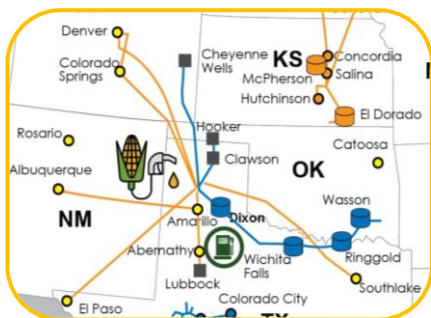 Denver
Cheyenne
Wells
KS
Concordia
Colorado
Springs
McPherson
Salina
Hutchinson
El Dorado
Hooker
Rosario
Clawson
OK
Catoosa
Albuquerque
Wasson
NM
Amarillo
Dixon
Abernathy
Wichita
Falls
Ringgold
Lubbock
Southlake
El Paso
Colorado City